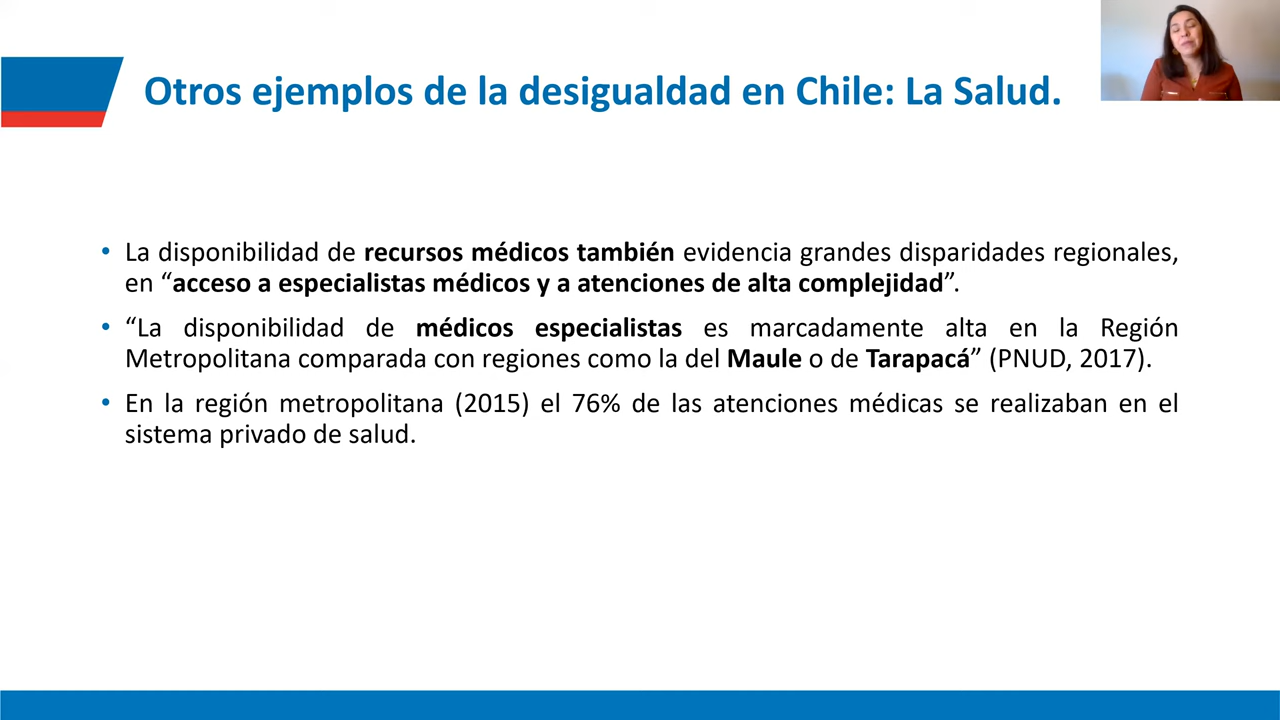 Otros ejemplos de la desigualdad en Chile: La Salud.
• La disponibilidad de recursos médicos también evidencia grandes disparidades regionales,
en “acceso a especialistas médicos y a atenciones de alta complejidad”.
• “La disponibilidad de médicos especialistas es marcadamente alta en la Región
Metropolitana comparada con regiones como la del Maule o de Tarapacá” (PNUD, 2017).
• En la región metropolitana (2015) el 76% de las atenciones médicas se realizaban en el
sistema privado de salud.